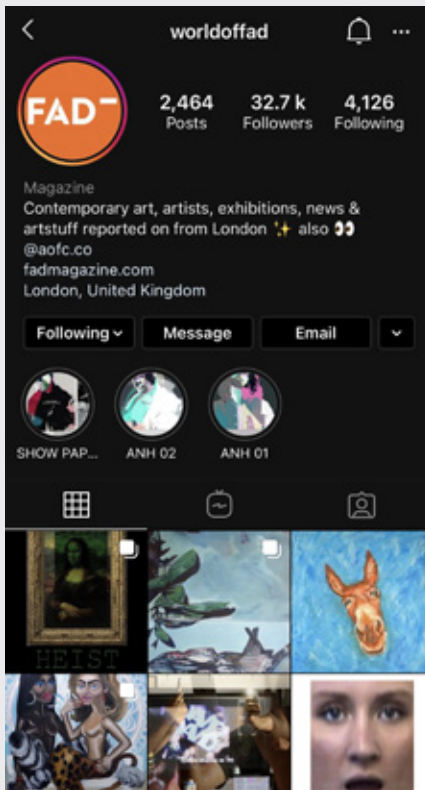 worldoffad
FAD
2,464 32.7 k 4,126
Posts Followers Following
Magazine
Contemporary art, artists, exhibitions, news &
artstuff reported on from London ✨ also 👀
@aofc.co
fadmagazine.com
London, United Kingdom
Following Message Email
SHOW PAP... ANH 02 ANH 01
HEIST